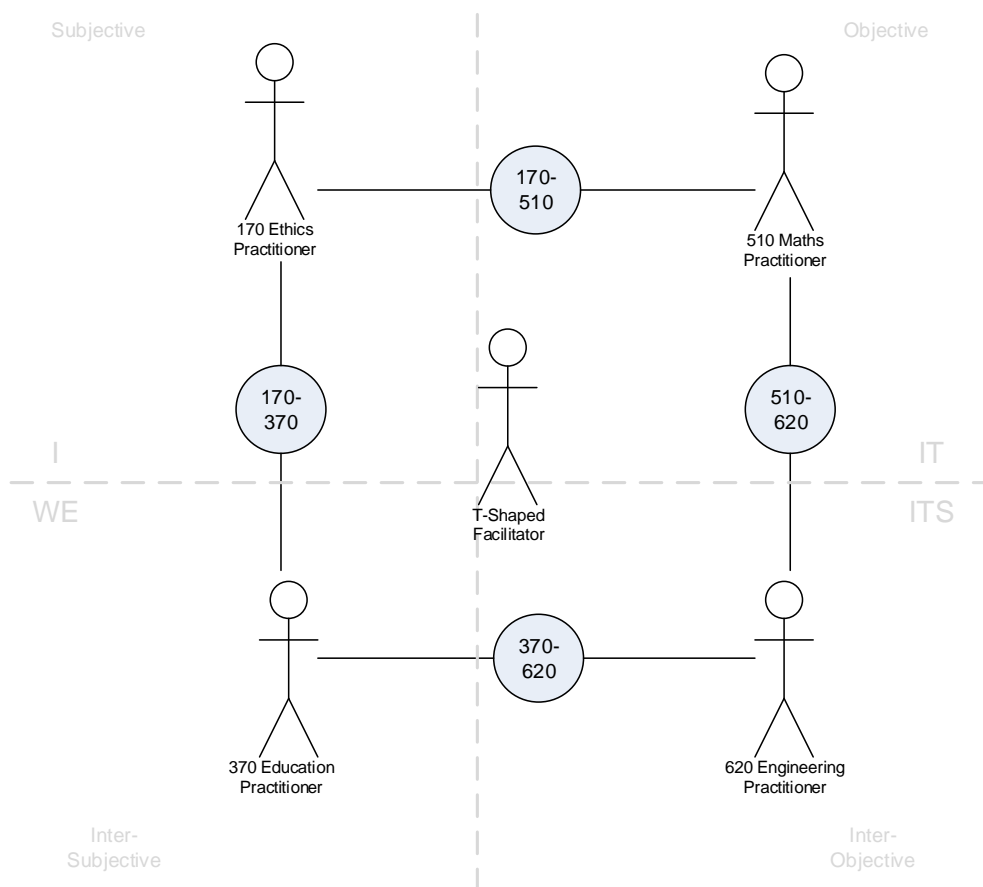 Subjective
Objective
170-
510
170 Ethics
Practitioner
510 Maths
Practitioner
170-
370
510-
620
I
IT
WE
ITS
T-Shaped
Facilitator
370-
620
370 Education
Practitioner
620 Engineering
Practitioner
Inter-
Subjective
Inter-
Objective